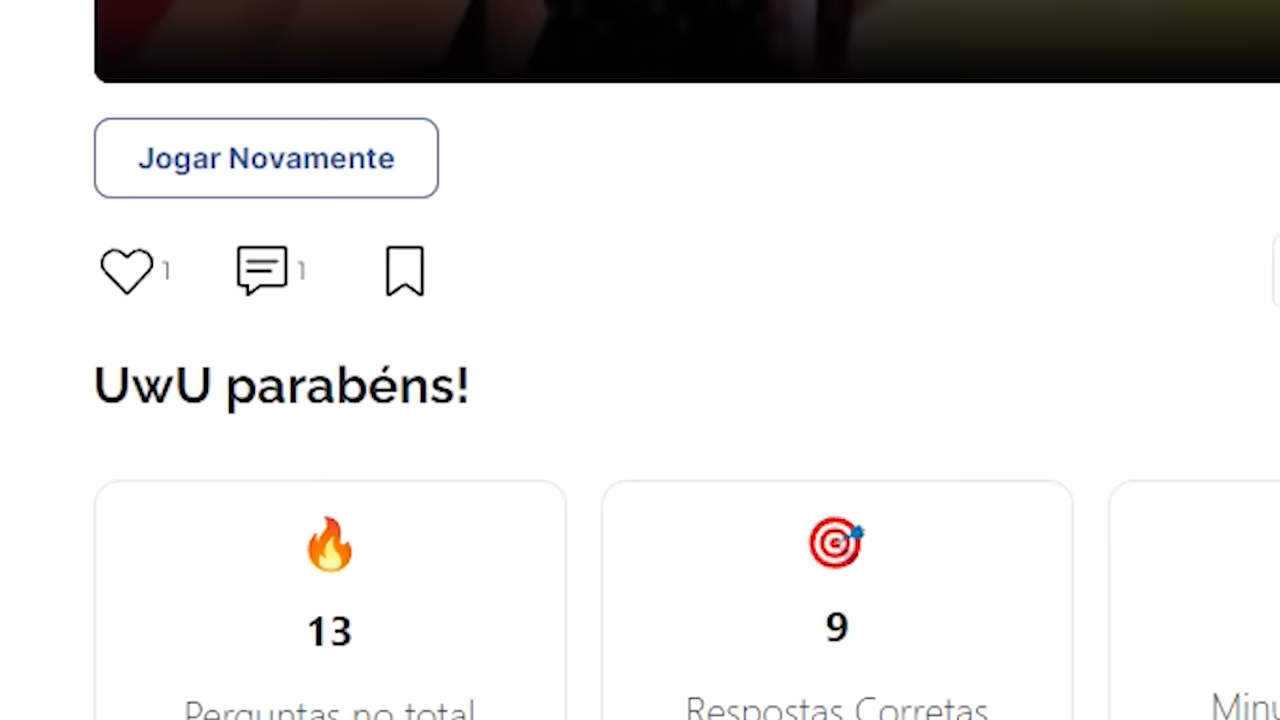 Jogar Novamente
1 1
UwU parabéns!
13 9
Perguntas no total Respostas Corretas